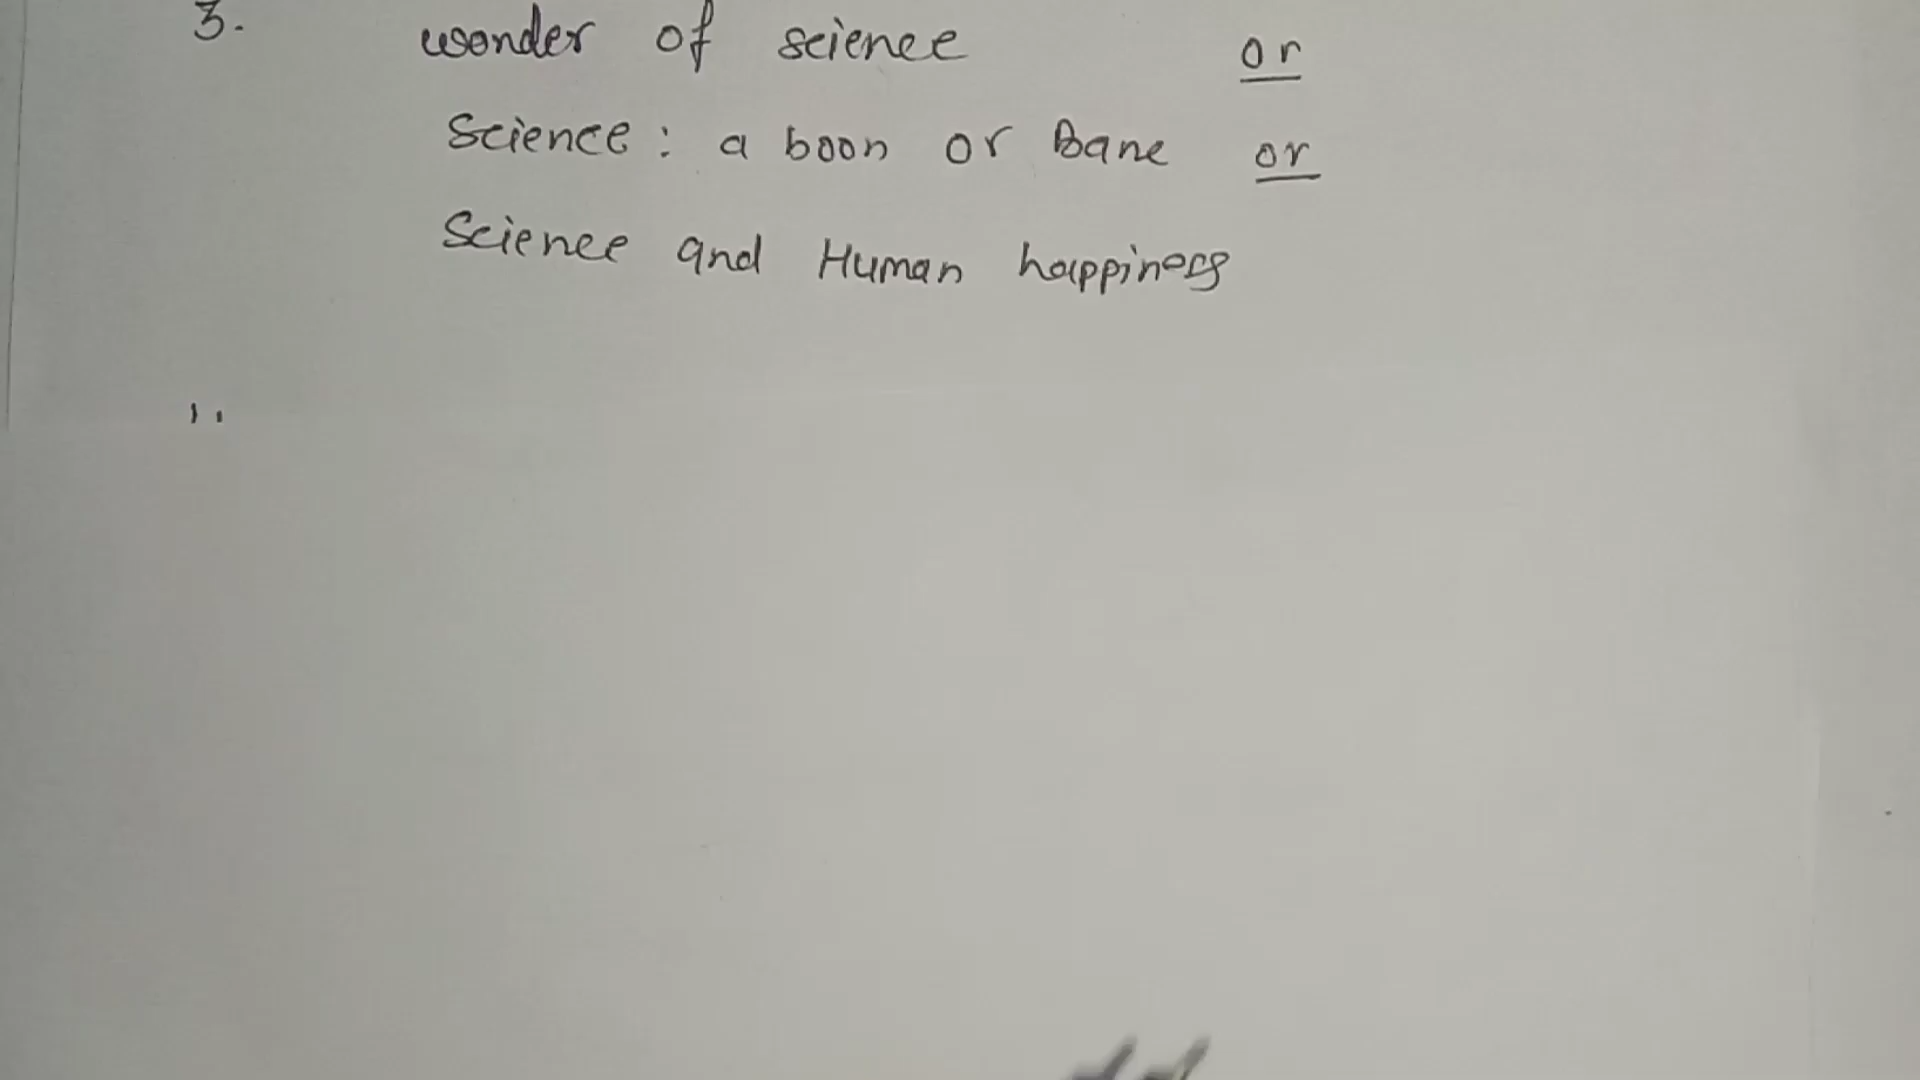 3. wonder of science or
Science: a boon or Bane or
Science and Human happiness